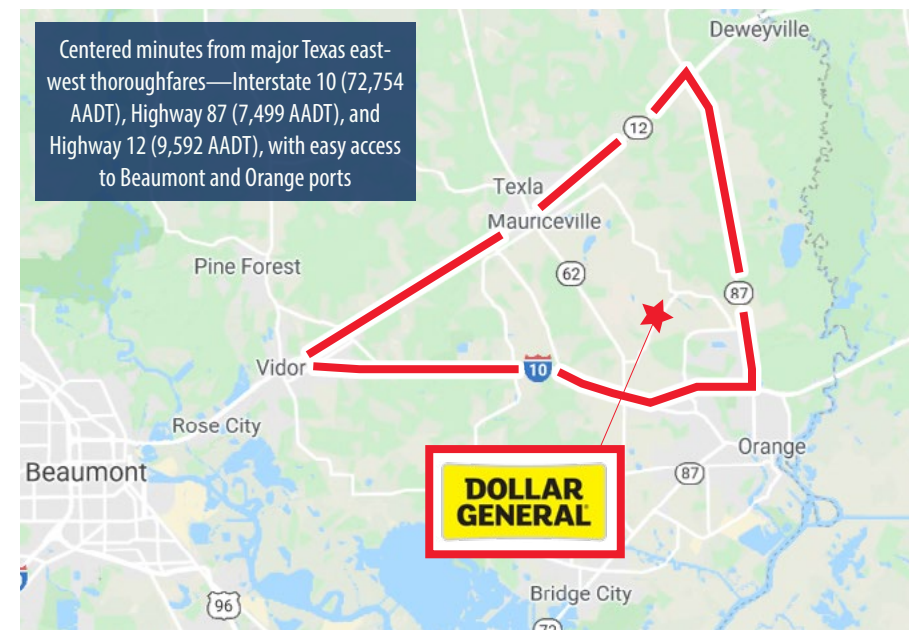 Centered minutes from major Texas east-
west thoroughfares—Interstate 10 (72,754
AADT), Highway 87 (7,499 AADT), and
Highway 12 (9,592 AADT), with easy access
to Beaumont and Orange ports
Deweyville
12
Texla
Mauriceville
Pine Forest
62
87
Vidor
10
Rose City
Orange
Beaumont
87
DOLLAR
GENERAL
Bridge City
96
73